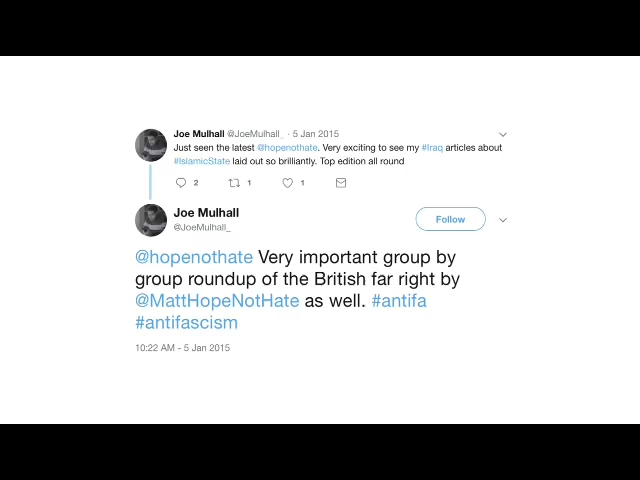 Joe Mulhall @JoeMulhall_ · 5 Jan 2015
Just seen the latest @hopenothate. Very exciting to see my #Iraq articles about
#IslamicState laid out so brilliantly. Top edition all round
2 1 1
Joe Mulhall
@JoeMulhall_
Follow
@hopenothate Very important group by
group roundup of the British far right by
@MattHopeNotHate as well. #antifa
#antifascism
10:22 AM - 5 Jan 2015